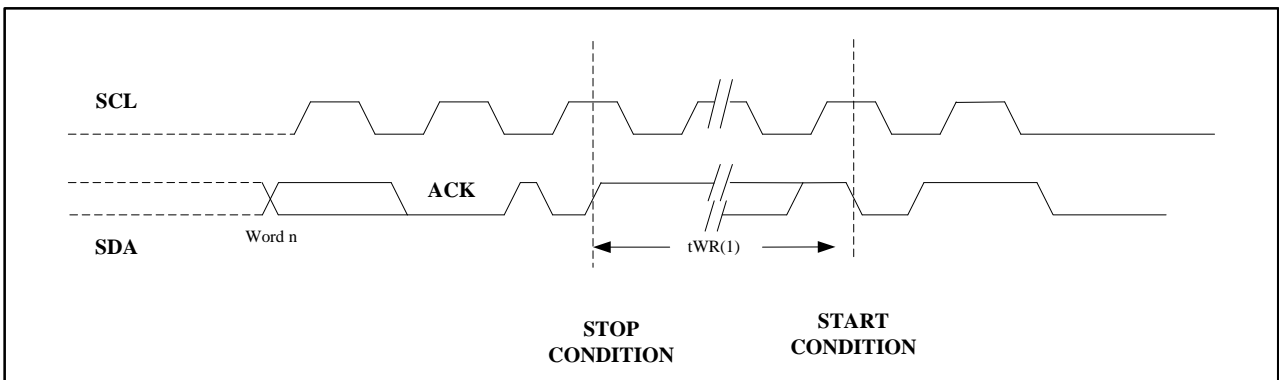 SCL
ACK
Word n
SDA
tWR(1)
STOP
CONDITION
START
CONDITION